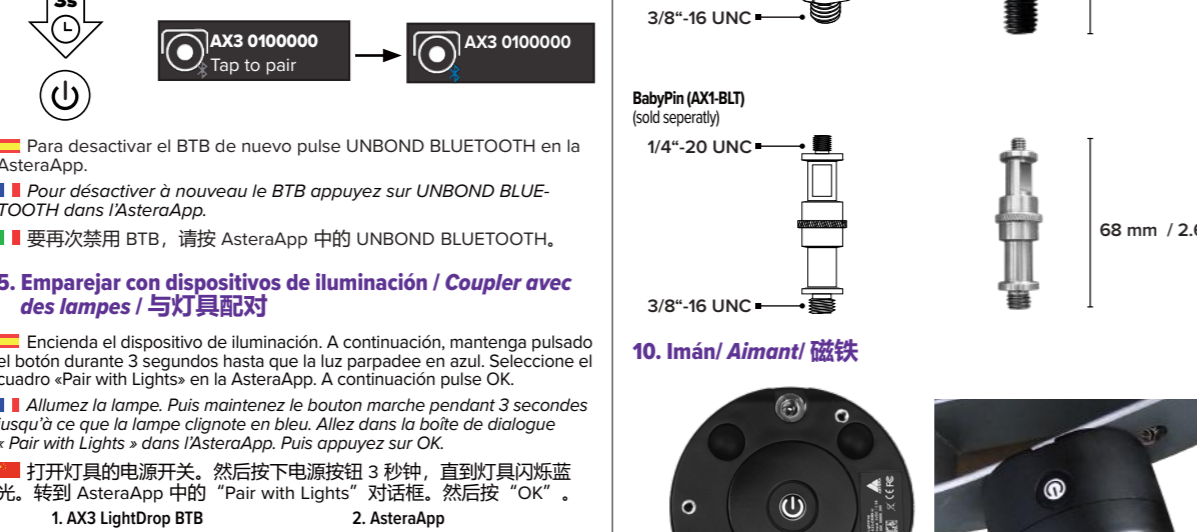 3s
AX3 0100000
Tap to pair
AX3 0100000
Para desactivar el BTB de nuevo pulse UNBOND BLUETOOTH en la
AsteraApp.
Pour désactiver à nouveau le BTB appuyez sur UNBOND BLUE-
TOOTH dans l'AsteraApp.
要再次禁用 BTB，请按 AsteraApp 中的 UNBOND BLUETOOTH。
5. Emparejar con dispositivos de iluminación / Coupler avec
des lampes / 与灯具配对
Encienda el dispositivo de iluminación. A continuación, mantenga pulsado
el botón durante 3 segundos hasta que la luz parpadee en azul. Seleccione el
cuadro «Pair with Lights» en la AsteraApp. A continuación pulse OK.
Allumez la lampe. Puis maintenez le bouton marche pendant 3 secondes
jusqu'à ce que la lampe clignote en bleu. Allez dans la boîte de dialogue
« Pair with Lights » dans l'AsteraApp. Puis appuyez sur OK.
打开灯具的电源开关。然后按下电源按钮 3 秒钟，直到灯具闪烁蓝
光。转到 AsteraApp 中的“Pair with Lights”对话框。然后按“OK”。
1. AX3 LightDrop BTB
2. AsteraApp
3/8“-16 UNC
BabyPin (AX1-BLT)
(sold seperatly)
1/4“-20 UNC
68 mm / 2.6
3/8“-16 UNC
10. Imán/ Aimant/ 磁铁